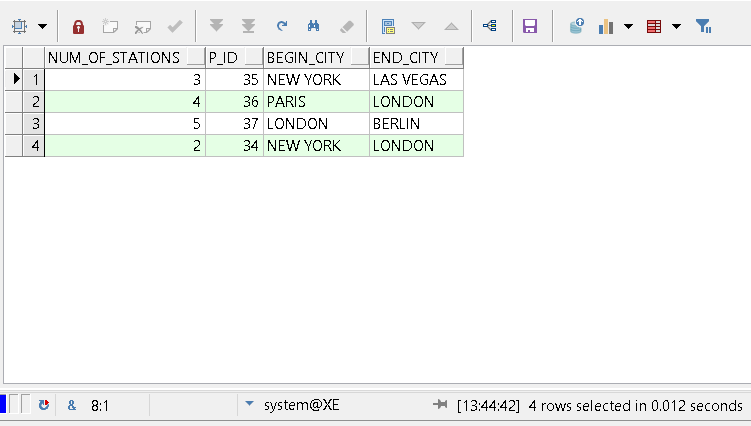 NUM_OF_STATIONS P_ID BEGIN_CITY END_CITY
1 3 35 NEW YORK LAS VEGAS
2 4 36 PARIS LONDON
3 5 37 LONDON BERLIN
4 2 34 NEW YORK LONDON
& 8:1 system@XE [13:44:42] 4 rows selected in 0.012 seconds